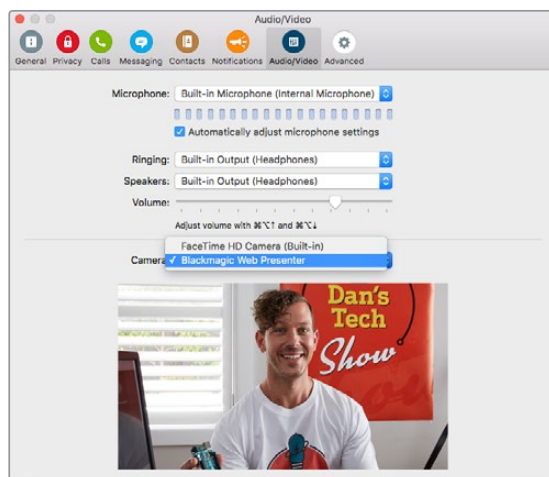 Audio/Video
General Privacy Calls Messaging Contacts Notifications Audio/Video Advanced
Microphone: Built-in Microphone (Internal Microphone)
Automatically adjust microphone settings
Ringing: Built-in Output (Headphones)
Speakers: Built-in Output (Headphones)
Volume:
Adjust volume with ⌘⌥↑ and ⌘⌥↓
FaceTime HD Camera (Built-in)
Camera ✓ Blackmagic Web Presenter
Dan's
Tech
Show